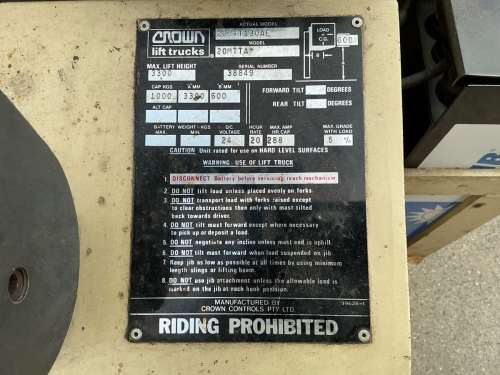 CROWN
lift trucks
ACTUAL MODEL
MODEL
20MTTA
LOAD
C.G.
600
B
MAX. LIFT HEIGHT
3300
SERIAL NUMBER
38849
CAP KGS A MM B MM
1000 3300 600
ALT CAP
FORWARD TILT DEGREES
REAR TILT DEGREES
BATTERY WEIGHT-KGS D.C. HOUR MAX. AMP MAX. GRADE
MAX. MIN. VOLTAGE RATE HR. CAP WITH LOAD
24 20 288 5 %
CAUTION Unit rated for use on HARD LEVEL SURFACES
WARNING USE OF LIFT TRUCK
1. DISCONNECT Battery before servicing reach mechanism
2. DO NOT lift load unless placed evenly on forks.
3. DO NOT transport load with forks raised except
to clear obstructions then only with mast tilted
back towards driver.
4. DO NOT tilt mast forward except where necessary
to pick up or deposit a load.
5. DO NOT negotiate any incline unless mast is uphill.
6. DO NOT tilt mast forward when load suspended on jib
7. Keep jib as low as possible at all times by using minimum
length slings or lifting beam.
8. DO NOT use jib attachment unless the allowable load is
marked on the jib at each hook position.
MANUFACTURED BY
CROWN CONTROLS PTY LTD.
RIDING PROHIBITED